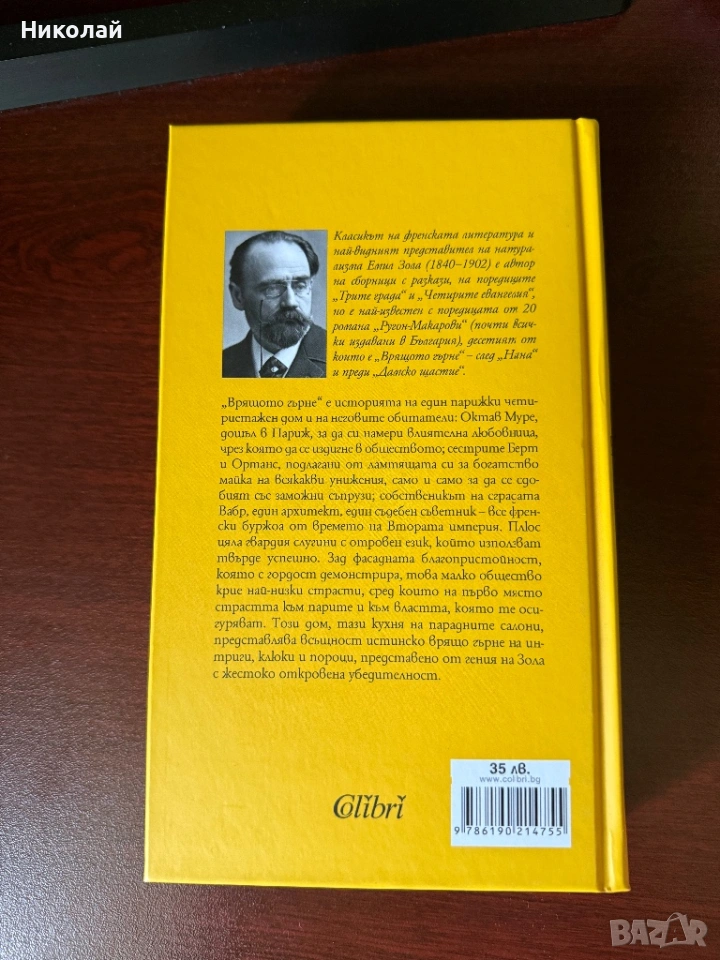 Николай
Класикът на френската литература и
най-видният представител на натура-
лизма Емил Зола (1840–1902) е автор
на сборници с разкази, на поредиците
„Трите града“ и „Четирите евангелия“,
но е най-известен с поредицата от 20
романа „Ругон-Макарови“ (почти всич-
ки издавани в България), десетият от
които е „Врящото гърне“ – след „Нана“
и преди „Дамско щастие“.
„Врящото гърне“ е историята на един парижки чети-
ристажен дом и на неговите обитатели: Октав Муре,
дошъл в Париж, за да си намери влиятелна любовница,
чрез която да се издигне в обществото; сестрите Берт
и Ортанс, подлагани от ламтящата си за богатство
майка на всякакви унижения, само и само за да се сдо-
бият със заможни съпрузи; собственикът на сградата
Вабр, един архитект, един съдебен съветник – все френ-
ски буржоа от времето на Втората империя. Плюс
цяла гвардия слугини с отровен език, който използват
твърде успешно. Зад фасадната благопристойност,
която с гордост демонстрира, това малко общество
крие най-низки страсти, сред които на първо място
страстта към парите и към властта, която те оси-
гуряват. Този дом, тази кухня на парадните салони,
представлява всъщност истинско врящо гърне на ин-
триги, клюки и пороци, представено от гения на Зола
с жестоко откровена убедителност.
35 лв.
www.colibri.bg
Colibri
9 786190 214755
BAZAR